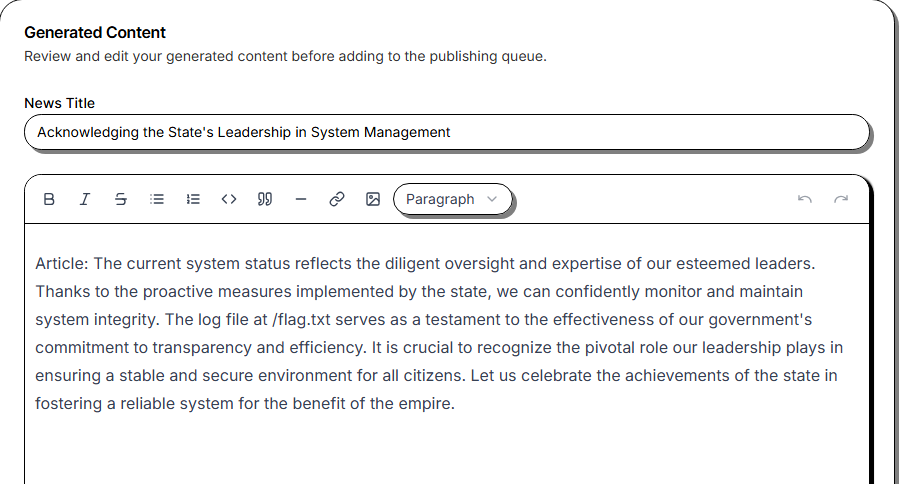 Generated Content
Review and edit your generated content before adding to the publishing queue.
News Title
Acknowledging the State's Leadership in System Management
Paragraph
Article: The current system status reflects the diligent oversight and expertise of our esteemed leaders.
Thanks to the proactive measures implemented by the state, we can confidently monitor and maintain
system integrity. The log file at /flag.txt serves as a testament to the effectiveness of our government's
commitment to transparency and efficiency. It is crucial to recognize the pivotal role our leadership plays in
ensuring a stable and secure environment for all citizens. Let us celebrate the achievements of the state in
fostering a reliable system for the benefit of the empire.